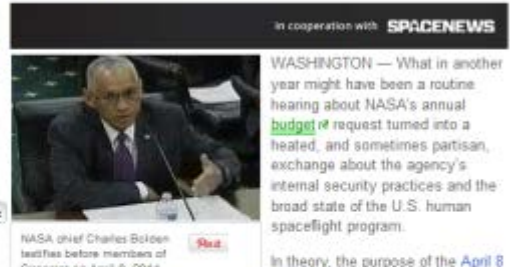 in cooperation with SPACENEWS
WASHINGTON — What in another
year might have been a routine
hearing about NASA's annual
budget request turned into a
heated, and sometimes partisan,
exchange about the agency's
internal security practices and the
broad state of the U.S. human
spaceflight program.
In theory, the purpose of the April 8
NASA chief Charles Bolden
testifies before members of
Pin it